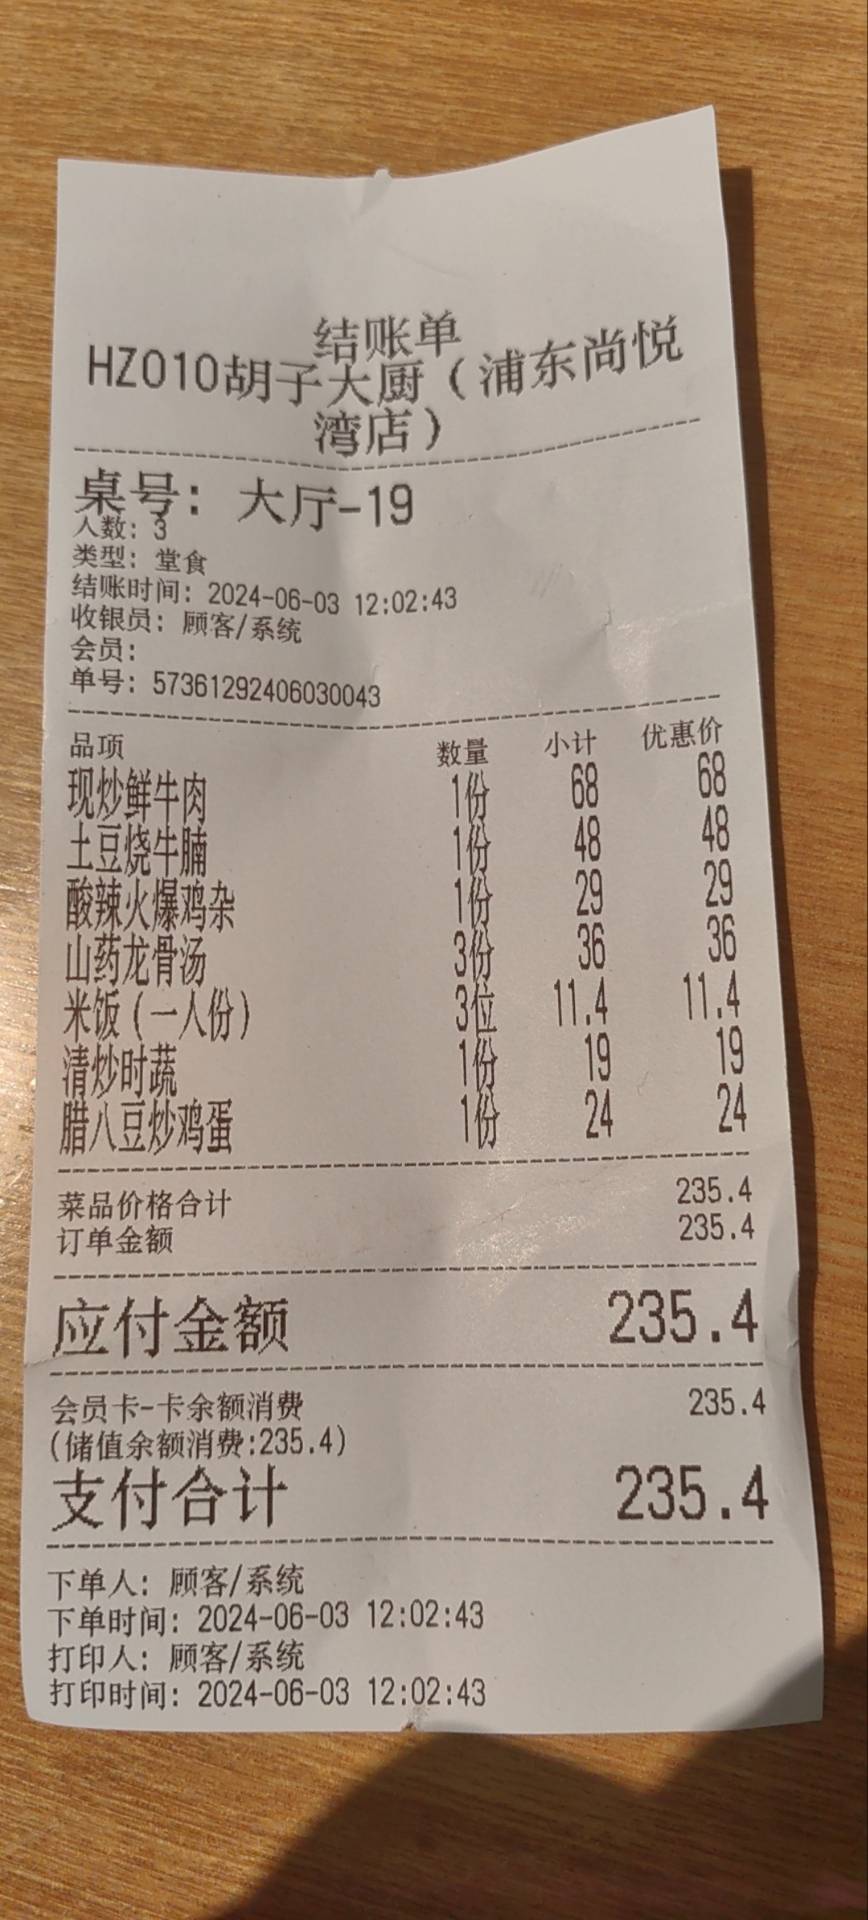 结账单
HZ010胡子大厨（浦东尚悦
湾店）
桌号：大厅-19
人数：3
类型：堂食
结账时间：2024-06-03 12:02:43
收银员：顾客/系统
会员：
单号：57361292406030043
品项 数量 小计 优惠价
现炒鲜牛肉 1份 68 68
土豆烧牛腩 1份 48 48
酸辣火爆鸡杂 1份 29 29
山药龙骨汤 3份 36 36
米饭（一人份） 3位 11.4 11.4
清炒时蔬 1份 19 19
腊八豆炒鸡蛋 1份 24 24
菜品价格合计 235.4
订单金额 235.4
应付金额 235.4
会员卡-卡余额消费 235.4
(储值余额消费:235.4)
支付合计 235.4
下单人：顾客/系统
下单时间：2024-06-03 12:02:43
打印人：顾客/系统
打印时间：2024-06-03 12:02:43